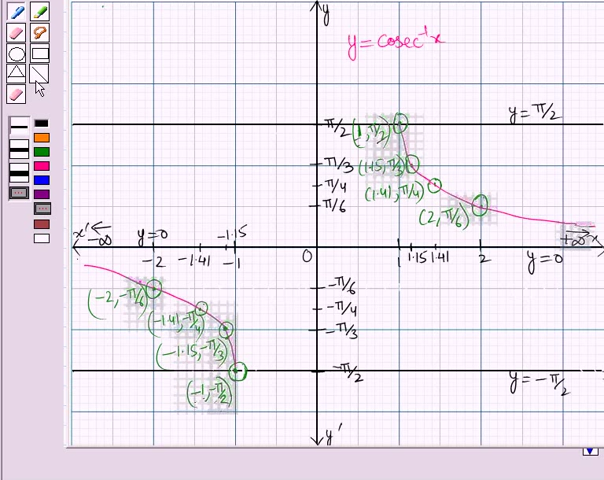 y
y = cosec⁻¹x
y = π/2
π/2 (1, π/2)
π/3 (1.15, π/3)
π/4 (1.41, π/4)
π/6 (2, π/6)
x' -∞ y=0 -1.15 +∞ x
-2 -1.41 -1 0 1 1.15 1.41 2 y=0
(-2, -π/6) -π/6
(-1.41, -π/4) -π/4
(-1.15, -π/3) -π/3
(-1, -π/2) -π/2 y = -π/2
y'